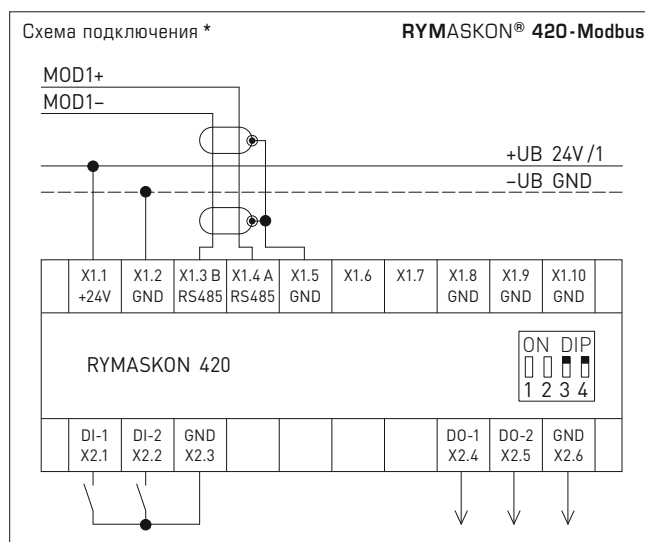 Схема подключения * RYMASKON® 420-Modbus
MOD1+
MOD1–
+UB 24V/1
–UB GND
X1.1 X1.2 X1.3 B X1.4 A X1.5 X1.6 X1.7 X1.8 X1.9 X1.10
+24V GND RS485 RS485 GND GND GND GND
RYMASKON 420
ON DIP
1 2 3 4
DI-1 DI-2 GND DO-1 DO-2 GND
X2.1 X2.2 X2.3 X2.4 X2.5 X2.6